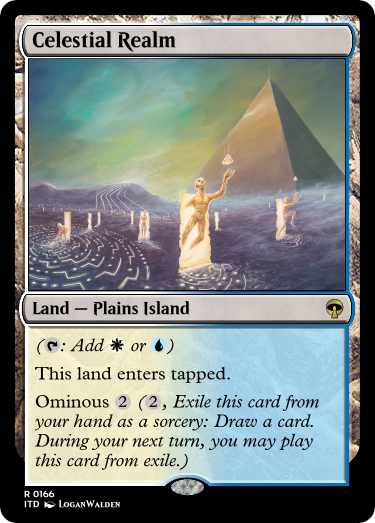 Celestial Realm
Land — Plains Island
(T: Add W or U)
This land enters tapped.
Ominous 2 (2, Exile this card from
your hand as a sorcery: Draw a card.
During your next turn, you may play
this card from exile.)
R 0166
ITD LoganWalden